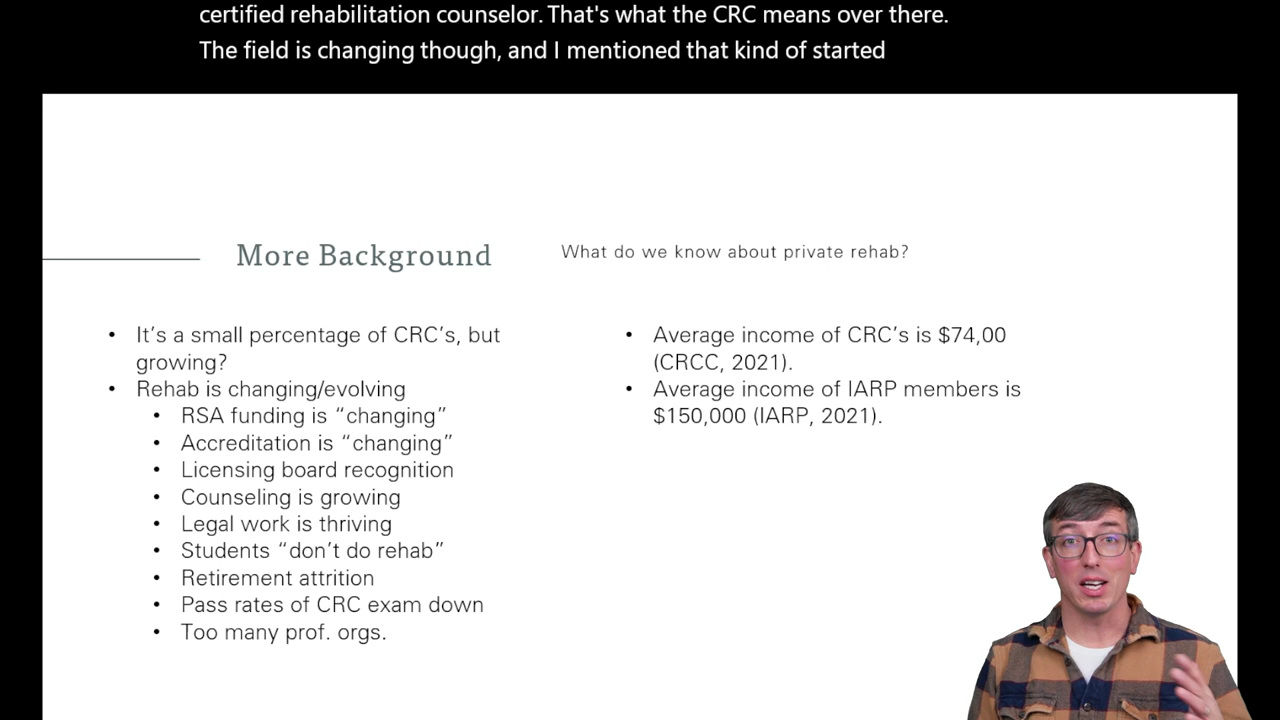 certified rehabilitation counselor. That's what the CRC means over there.
The field is changing though, and I mentioned that kind of started
More Background
What do we know about private rehab?
• It’s a small percentage of CRC’s, but
growing?
• Rehab is changing/evolving
• RSA funding is “changing”
• Accreditation is “changing”
• Licensing board recognition
• Counseling is growing
• Legal work is thriving
• Students “don’t do rehab”
• Retirement attrition
• Pass rates of CRC exam down
• Too many prof. orgs.
• Average income of CRC’s is $74,00
(CRCC, 2021).
• Average income of IARP members is
$150,000 (IARP, 2021).